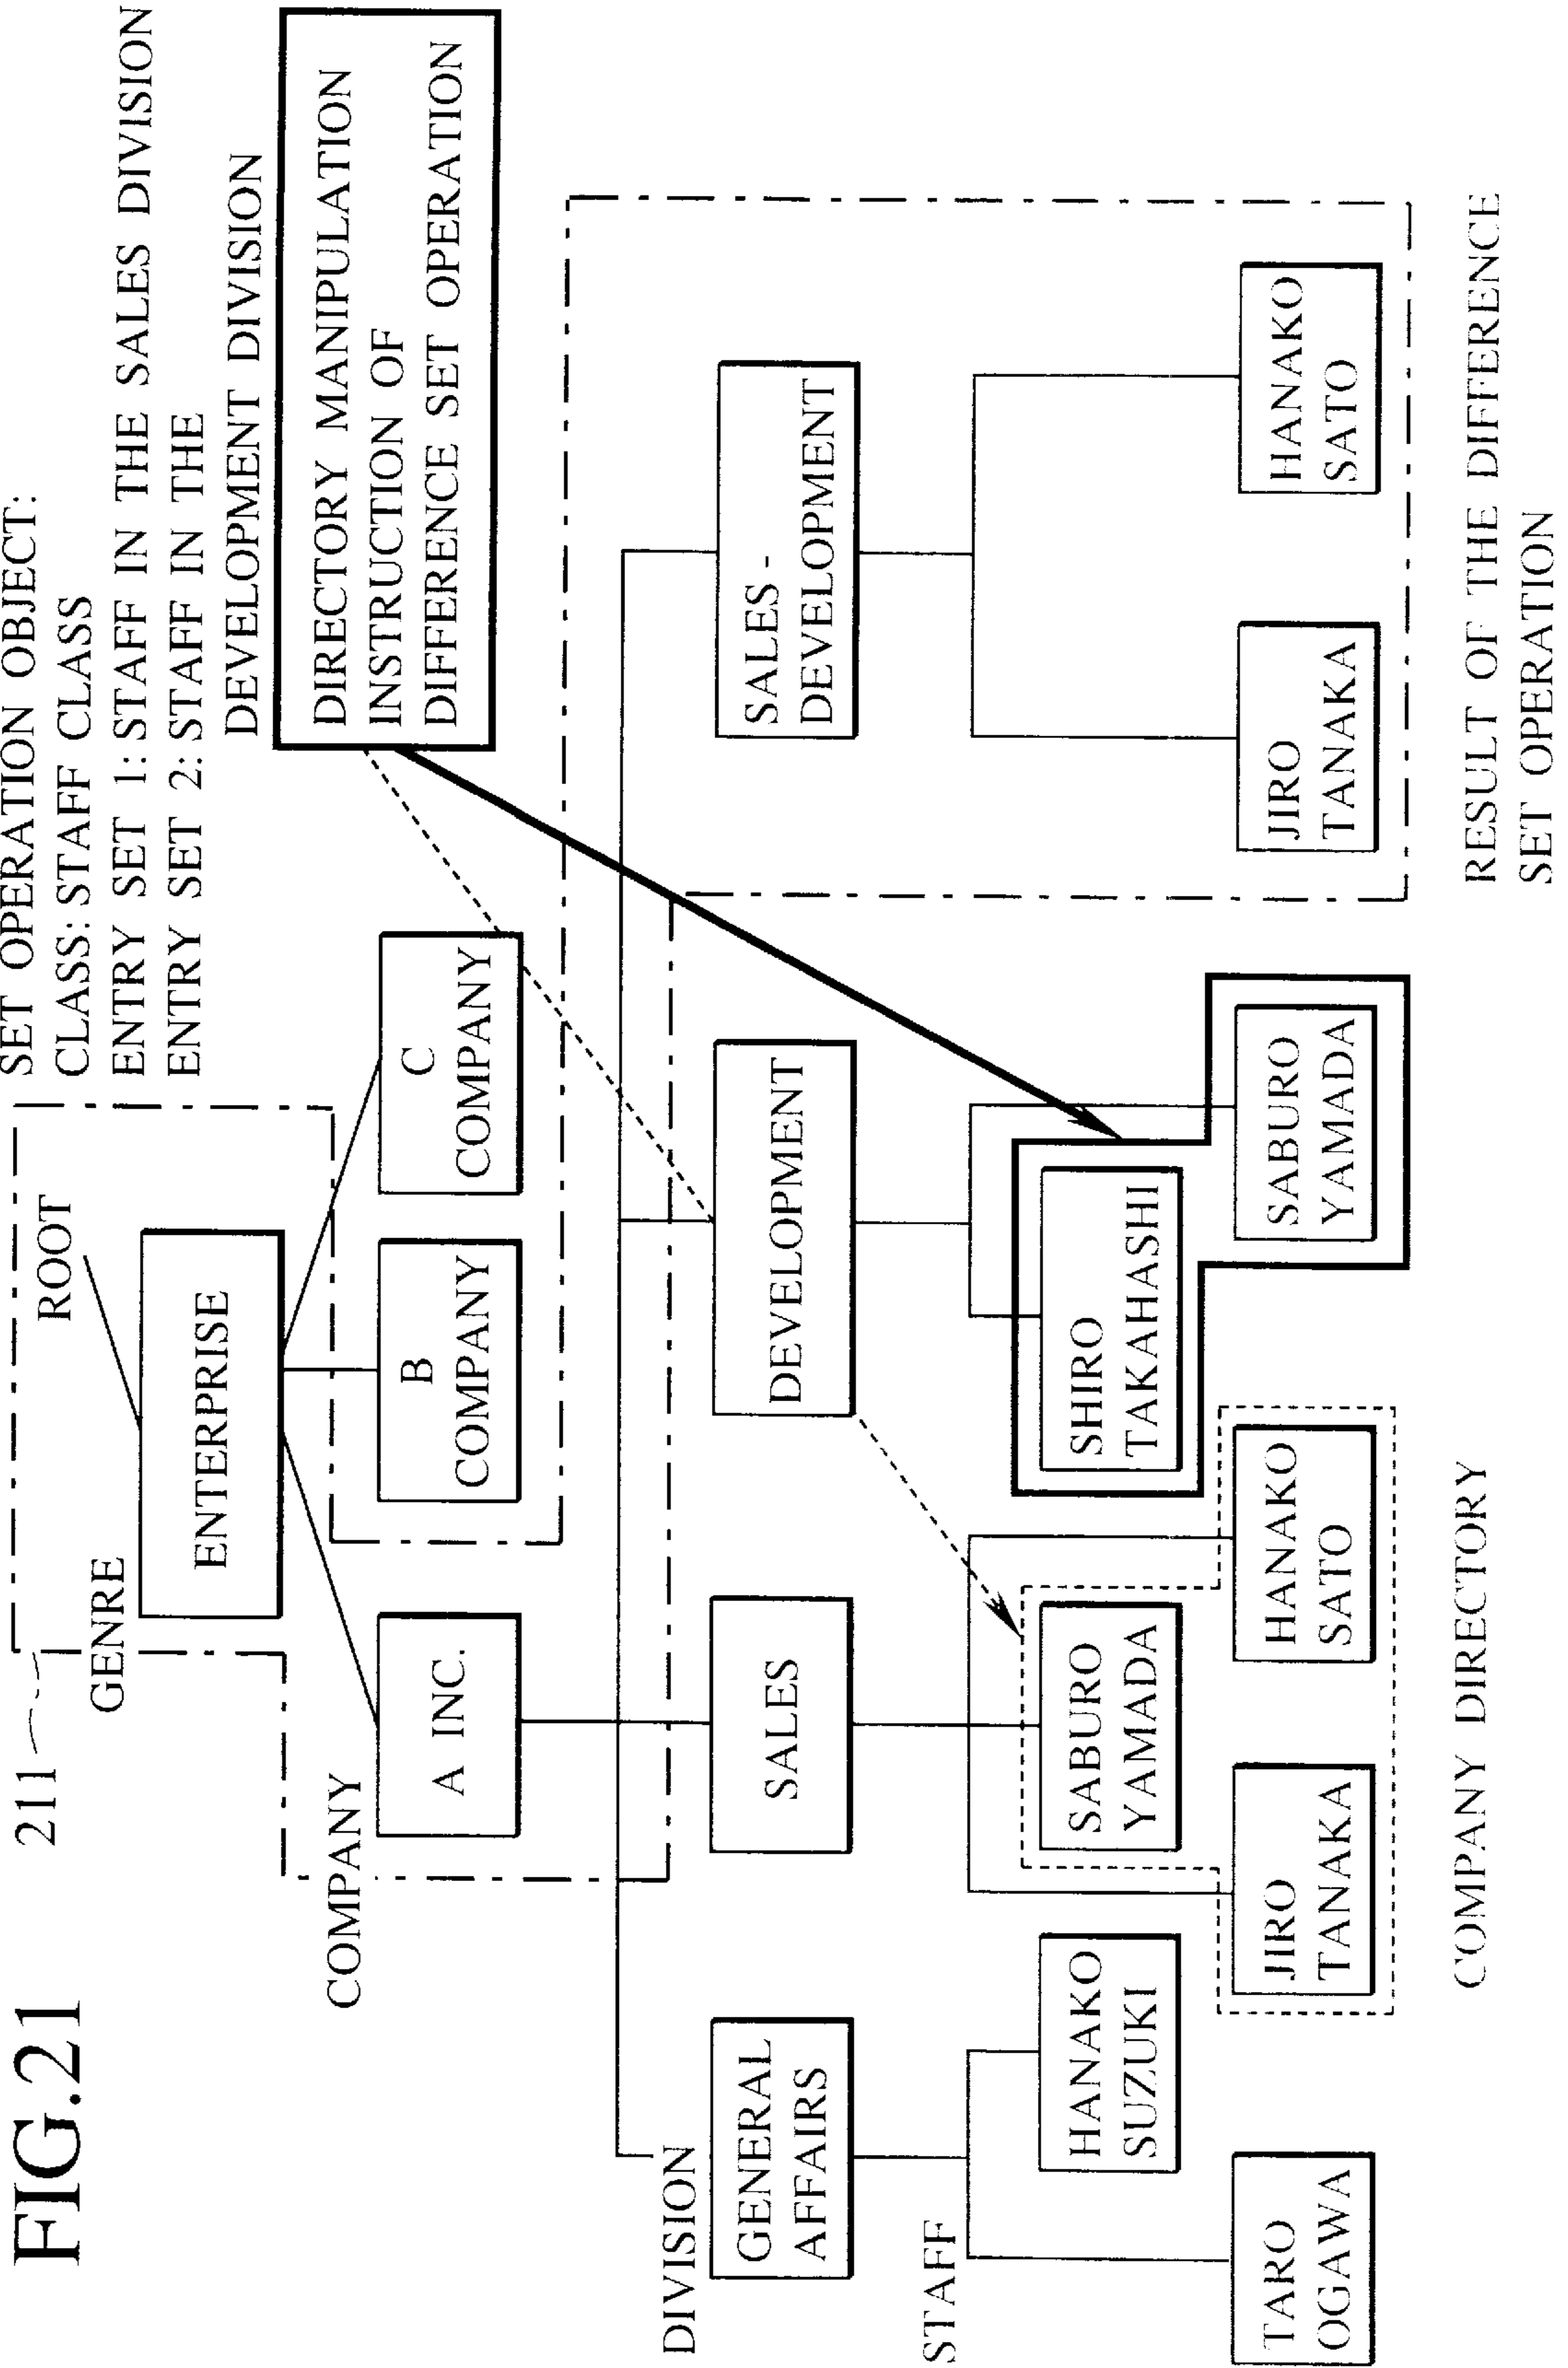 FIG.21
211
SET OPERATION OBJECT:
CLASS: STAFF CLASS
ENTRY SET 1: STAFF IN THE SALES DIVISION
ENTRY SET 2: STAFF IN THE
DEVELOPMENT DIVISION
ROOT
GENRE
ENTERPRISE
DIRECTORY MANIPULATION
INSTRUCTION OF
DIFFERENCE SET OPERATION
COMPANY
A INC.
B
COMPANY
C
COMPANY
DIVISION
GENERAL
AFFAIRS
SALES
DEVELOPMENT
SALES -
DEVELOPMENT
STAFF
HANAKO
SUZUKI
SABURO
YAMADA
SHIRO
TAKAHASHI
TARO
OGAWA
JIRO
TANAKA
HANAKO
SATO
SABURO
YAMADA
JIRO
TANAKA
HANAKO
SATO
COMPANY DIRECTORY
RESULT OF THE DIFFERENCE
SET OPERATION